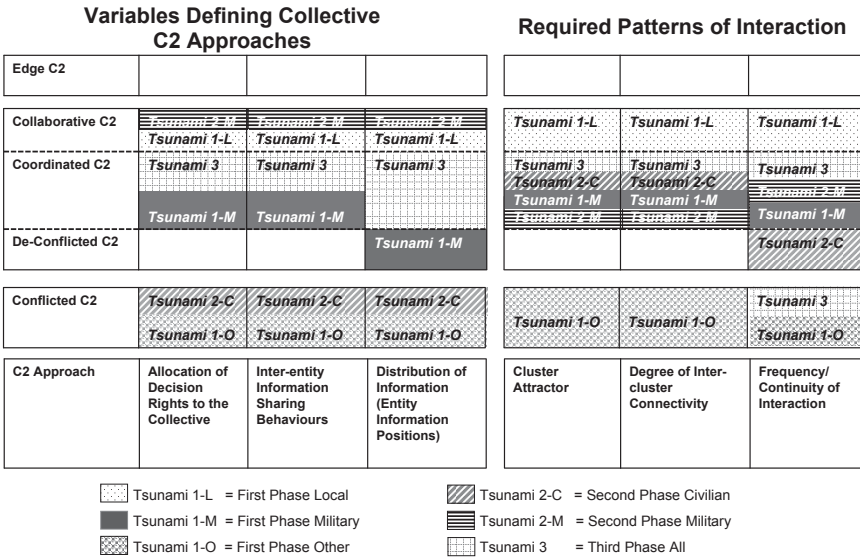 Variables Defining Collective
C2 Approaches
Required Patterns of Interaction
Edge C2
Collaborative C2
Tsunami 2-M
Tsunami 2-M
Tsunami 2-M
Tsunami 1-L
Tsunami 1-L
Tsunami 1-L
Tsunami 1-L
Tsunami 1-L
Tsunami 1-L
Coordinated C2
Tsunami 3
Tsunami 3
Tsunami 3
Tsunami 3
Tsunami 3
Tsunami 3
Tsunami 2-C
Tsunami 2-C
Tsunami 2-M
Tsunami 1-M
Tsunami 1-M
Tsunami 1-M
Tsunami 1-M
Tsunami 1-M
Tsunami 2-M
Tsunami 2-M
De-Conflicted C2
Tsunami 1-M
Tsunami 2-C
Conflicted C2
Tsunami 2-C
Tsunami 2-C
Tsunami 2-C
Tsunami 3
Tsunami 1-O
Tsunami 1-O
Tsunami 1-O
Tsunami 1-O
Tsunami 1-O
Tsunami 1-O
C2 Approach
Allocation of
Decision
Rights to the
Collective
Inter-entity
Information
Sharing
Behaviours
Distribution of
Information
(Entity
Information
Positions)
Cluster
Attractor
Degree of Inter-
cluster
Connectivity
Frequency/
Continuity of
Interaction
Tsunami 1-L = First Phase Local
Tsunami 1-M = First Phase Military
Tsunami 1-O = First Phase Other
Tsunami 2-C = Second Phase Civilian
Tsunami 2-M = Second Phase Military
Tsunami 3 = Third Phase All